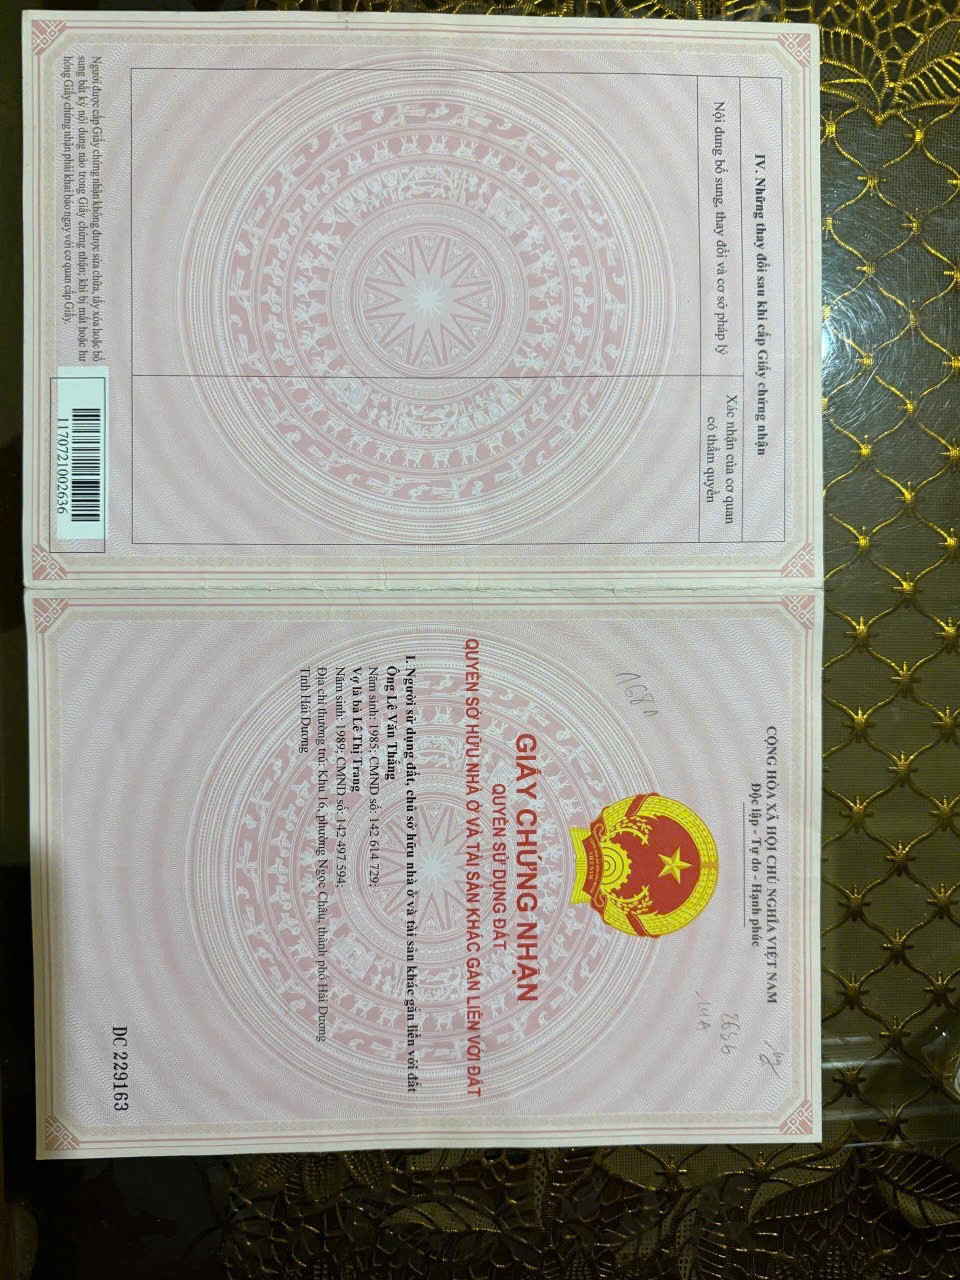 IV. Những thay đổi sau khi cấp Giấy chứng nhận
Nội dung bổ sung, thay đổi và cơ sở pháp lý
Xác nhận của cơ quan
có thẩm quyền
Người được cấp Giấy chứng nhận không được sửa chữa, tẩy xóa hoặc bổ
sung bất kỳ nội dung nào trong Giấy chứng nhận; khi bị mất hoặc hư
hỏng Giấy chứng nhận phải khai báo ngay với cơ quan cấp Giấy.
1170721002636
CỘNG HÒA XÃ HỘI CHỦ NGHĨA VIỆT NAM
Độc lập - Tự do - Hạnh phúc
2636
141A
168A
VIỆT NAM
GIẤY CHỨNG NHẬN
QUYỀN SỬ DỤNG ĐẤT
QUYỀN SỞ HỮU NHÀ Ở VÀ TÀI SẢN KHÁC GẮN LIỀN VỚI ĐẤT
I. Người sử dụng đất, chủ sở hữu nhà ở và tài sản khác gắn liền với đất
Ông Lê Văn Thắng
Năm sinh: 1985; CMND số: 142 614 729;
Vợ là bà Lê Thị Trang
Năm sinh: 1989; CMND số: 142 497 594;
Địa chỉ thường trú: Khu 16, phường Ngọc Châu, thành phố Hải Dương
Tỉnh Hải Dương
DC 229163